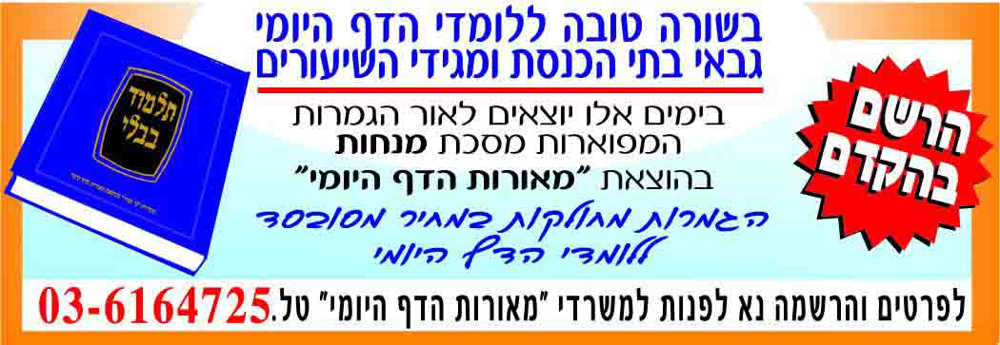 בשורה טובה ללומדי הדף היומי
גבאי בתי הכנסת ומגידי השיעורים
בימים אלו יוצאים לאור הגמרות
המפוארות מסכת מנחות
בהוצאת "מאורות הדף היומי"
הגמרות מחולקות במחיר מסובסד
ללומדי הדף היומי
הרשם
בהקדם
תלמוד
בבלי
לפרטים והרשמה נא לפנות למשרדי "מאורות הדף היומי" טל. 03-6164725